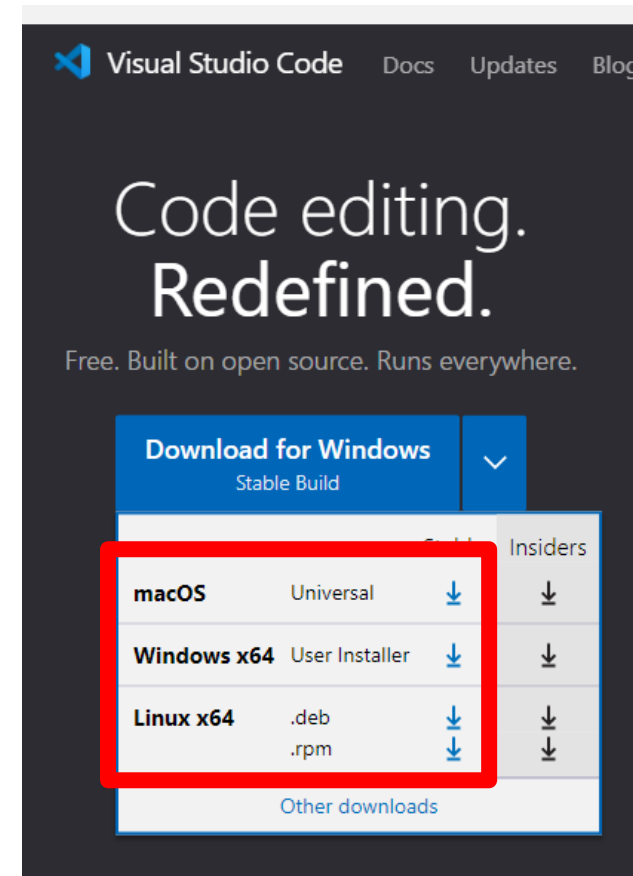 Visual Studio Code Docs Updates Blog
Code editing.
Redefined.
Free. Built on open source. Runs everywhere.
Download for Windows
Stable Build
Insiders
macOS Universal
Windows x64 User Installer
Linux x64 .deb
.rpm
Other downloads